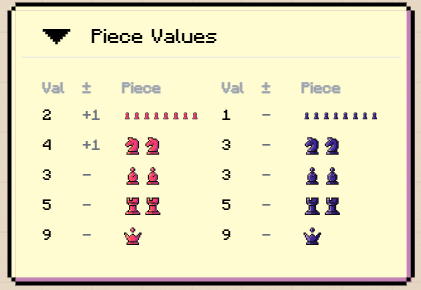 Piece Values
Val ± Piece Val ± Piece
2 +1 1 –
4 +1 3 –
3 – 3 –
5 – 5 –
9 – 9 –